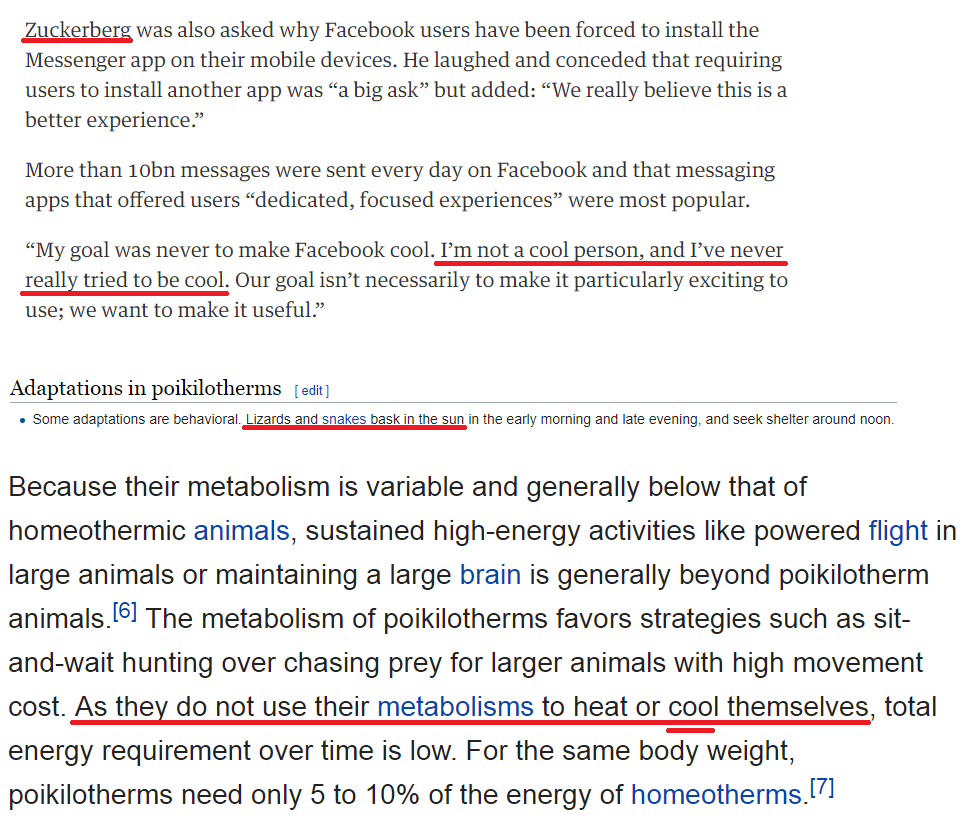 Zuckerberg was also asked why Facebook users have been forced to install the
Messenger app on their mobile devices. He laughed and conceded that requiring
users to install another app was “a big ask” but added: “We really believe this is a
better experience.”
More than 10bn messages were sent every day on Facebook and that messaging
apps that offered users “dedicated, focused experiences” were most popular.
“My goal was never to make Facebook cool. I’m not a cool person, and I’ve never
really tried to be cool. Our goal isn’t necessarily to make it particularly exciting to
use; we want to make it useful.”
Adaptations in poikilotherms [ edit ]
• Some adaptations are behavioral. Lizards and snakes bask in the sun in the early morning and late evening, and seek shelter around noon.
Because their metabolism is variable and generally below that of
homeothermic animals, sustained high-energy activities like powered flight in
large animals or maintaining a large brain is generally beyond poikilotherm
animals.[6] The metabolism of poikilotherms favors strategies such as sit-
and-wait hunting over chasing prey for larger animals with high movement
cost. As they do not use their metabolisms to heat or cool themselves, total
energy requirement over time is low. For the same body weight,
poikilotherms need only 5 to 10% of the energy of homeotherms.[7]